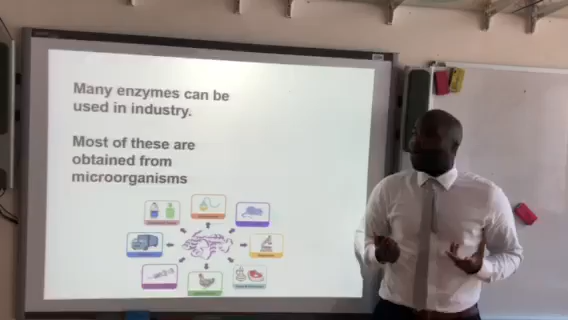 Many enzymes can be
used in industry.
Most of these are
obtained from
microorganisms